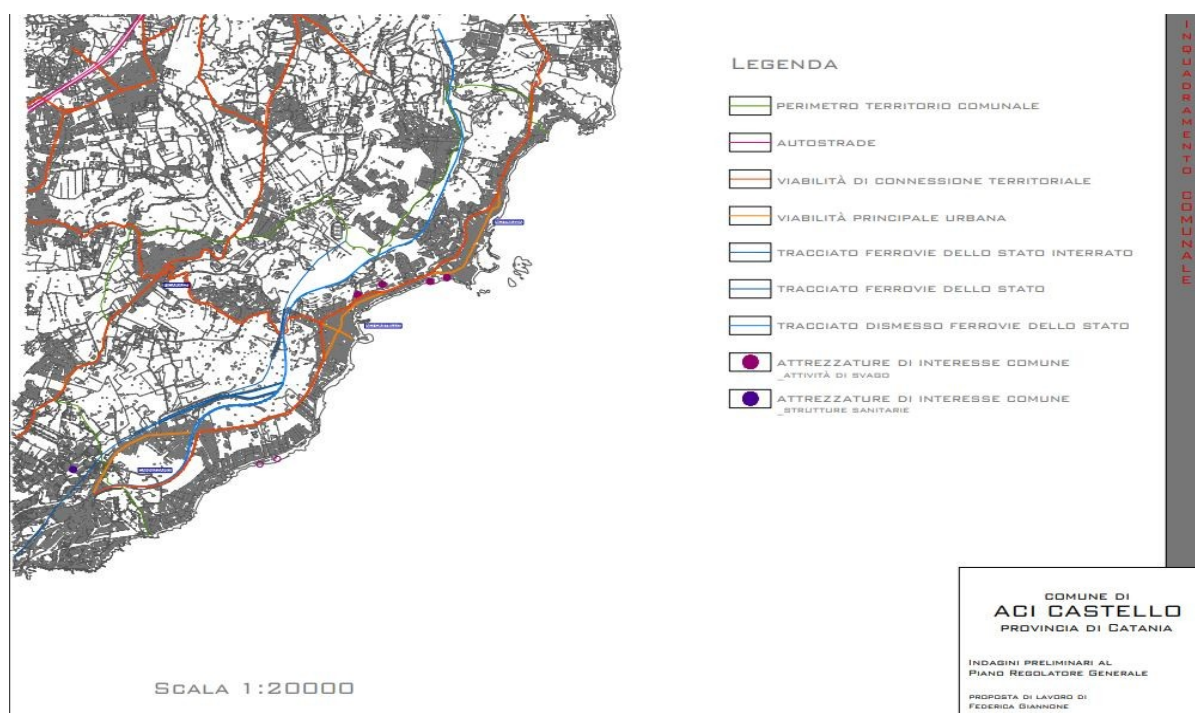 LEGENDA
PERIMETRO TERRITORIO COMUNALE
AUTOSTRADE
VIABILITÀ DI CONNESSIONE TERRITORIALE
VIABILITÀ PRINCIPALE URBANA
TRACCIATO FERROVIE DELLO STATO INTERRATO
TRACCIATO FERROVIE DELLO STATO
TRACCIATO DISMESSO FERROVIE DELLO STATO
ATTREZZATURE DI INTERESSE COMUNE
_ATTIVITÀ DI SVAGO
ATTREZZATURE DI INTERESSE COMUNE
_STRUTTURE SANITARIE
INQUADRAMENTO COMUNALE
SCALA 1:20000
COMUNE DI
ACI CASTELLO
PROVINCIA DI CATANIA
INDAGINI PRELIMINARI AL
PIANO REGOLATORE GENERALE
PROPOSTA DI LAVORO DI
FEDERICA GIANNONE